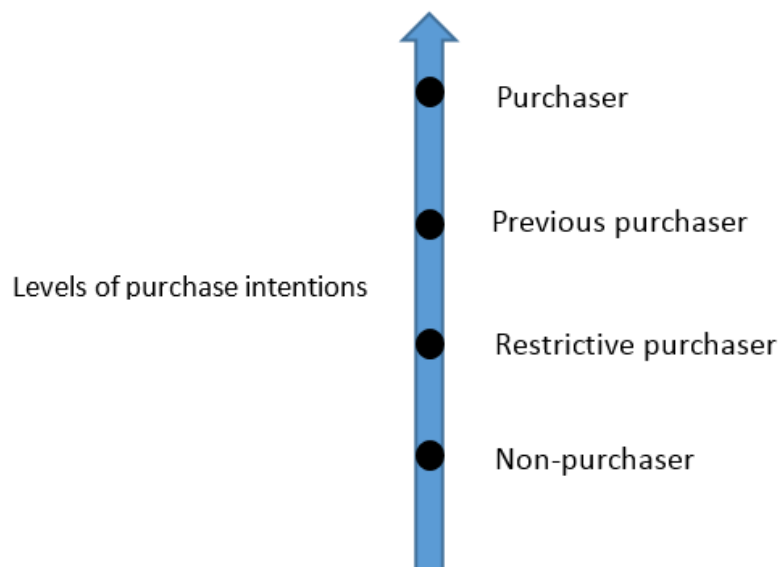 Purchaser
Previous purchaser
Levels of purchase intentions
Restrictive purchaser
Non-purchaser